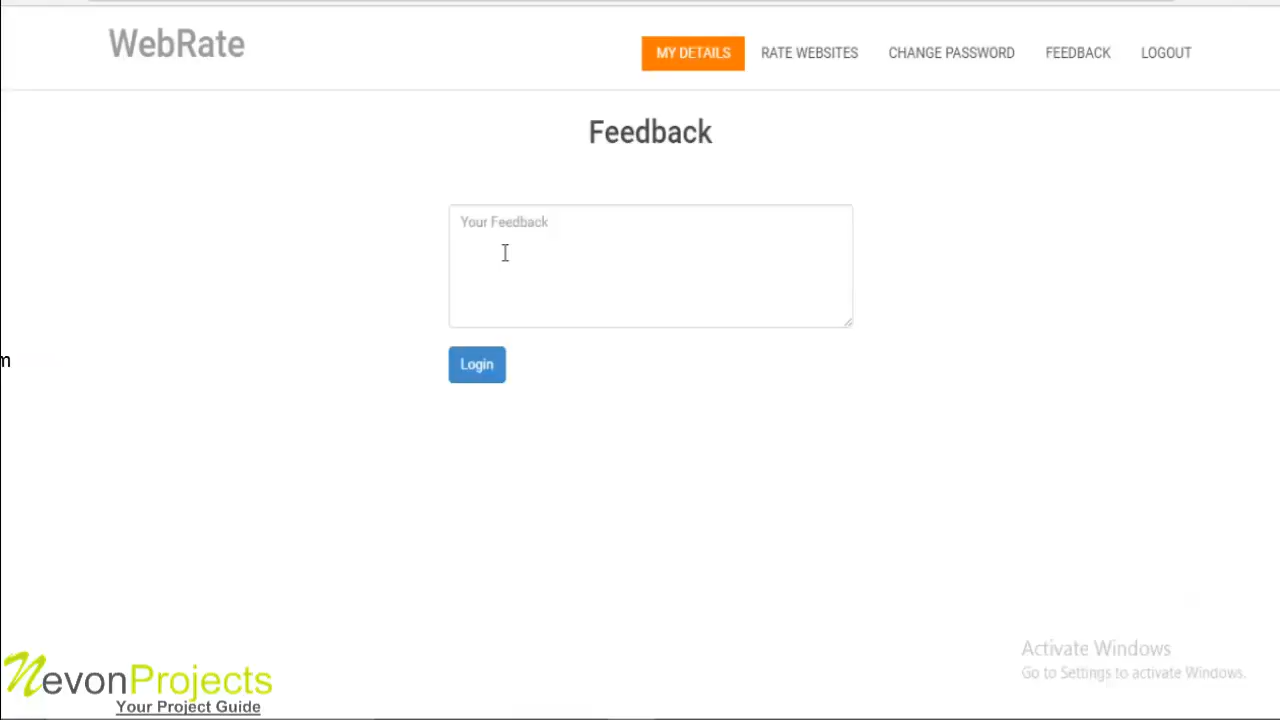 WebRate
MY DETAILS RATE WEBSITES CHANGE PASSWORD FEEDBACK LOGOUT
Feedback
Your Feedback
m
Login
Activate Windows
Go to Settings to activate Windows.
NevonProjects
Your Project Guide